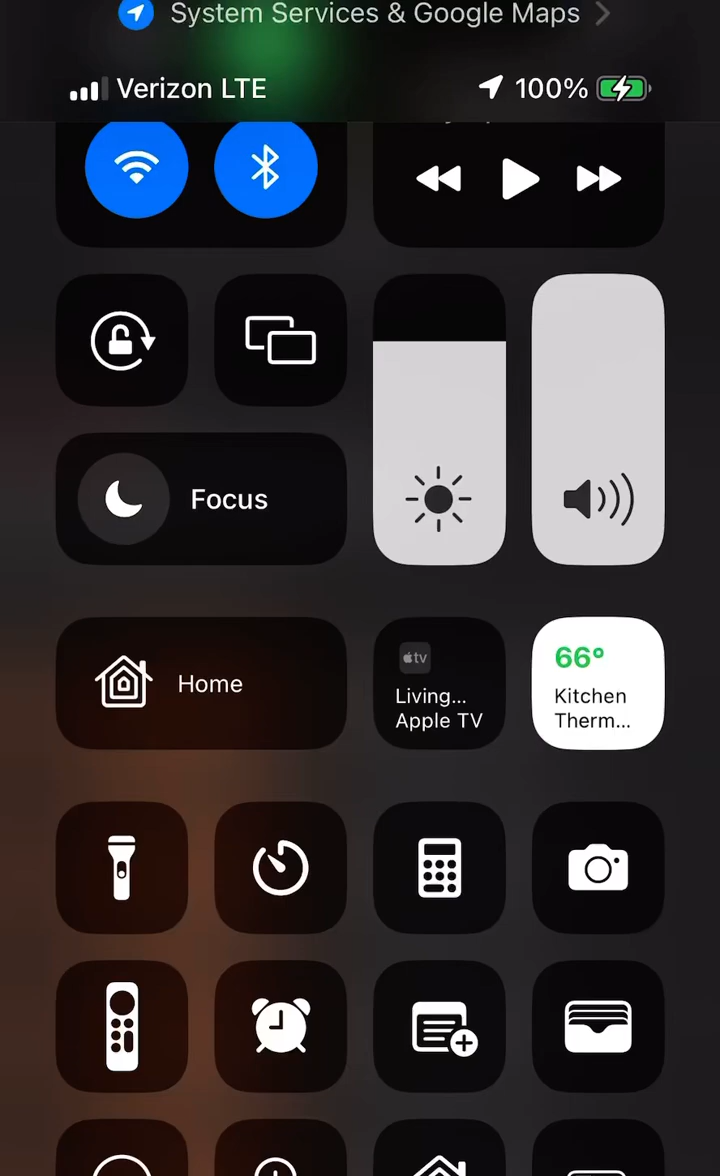 System Services & Google Maps
Verizon LTE
100%
Focus
Home
tv
Living...
Apple TV
66°
Kitchen
Therm...